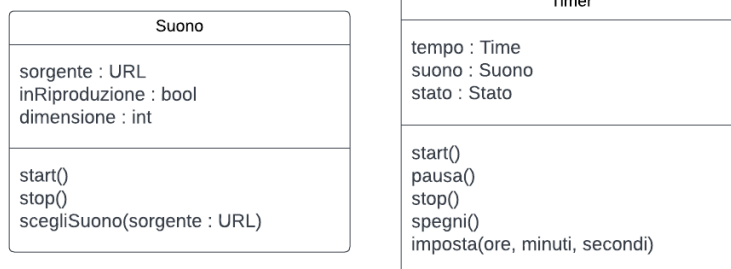 Suono
sorgente : URL
inRiproduzione : bool
dimensione : int
start()
stop()
scegliSuono(sorgente : URL)
Timer
tempo : Time
suono : Suono
stato : Stato
start()
pausa()
stop()
spegni()
imposta(ore, minuti, secondi)